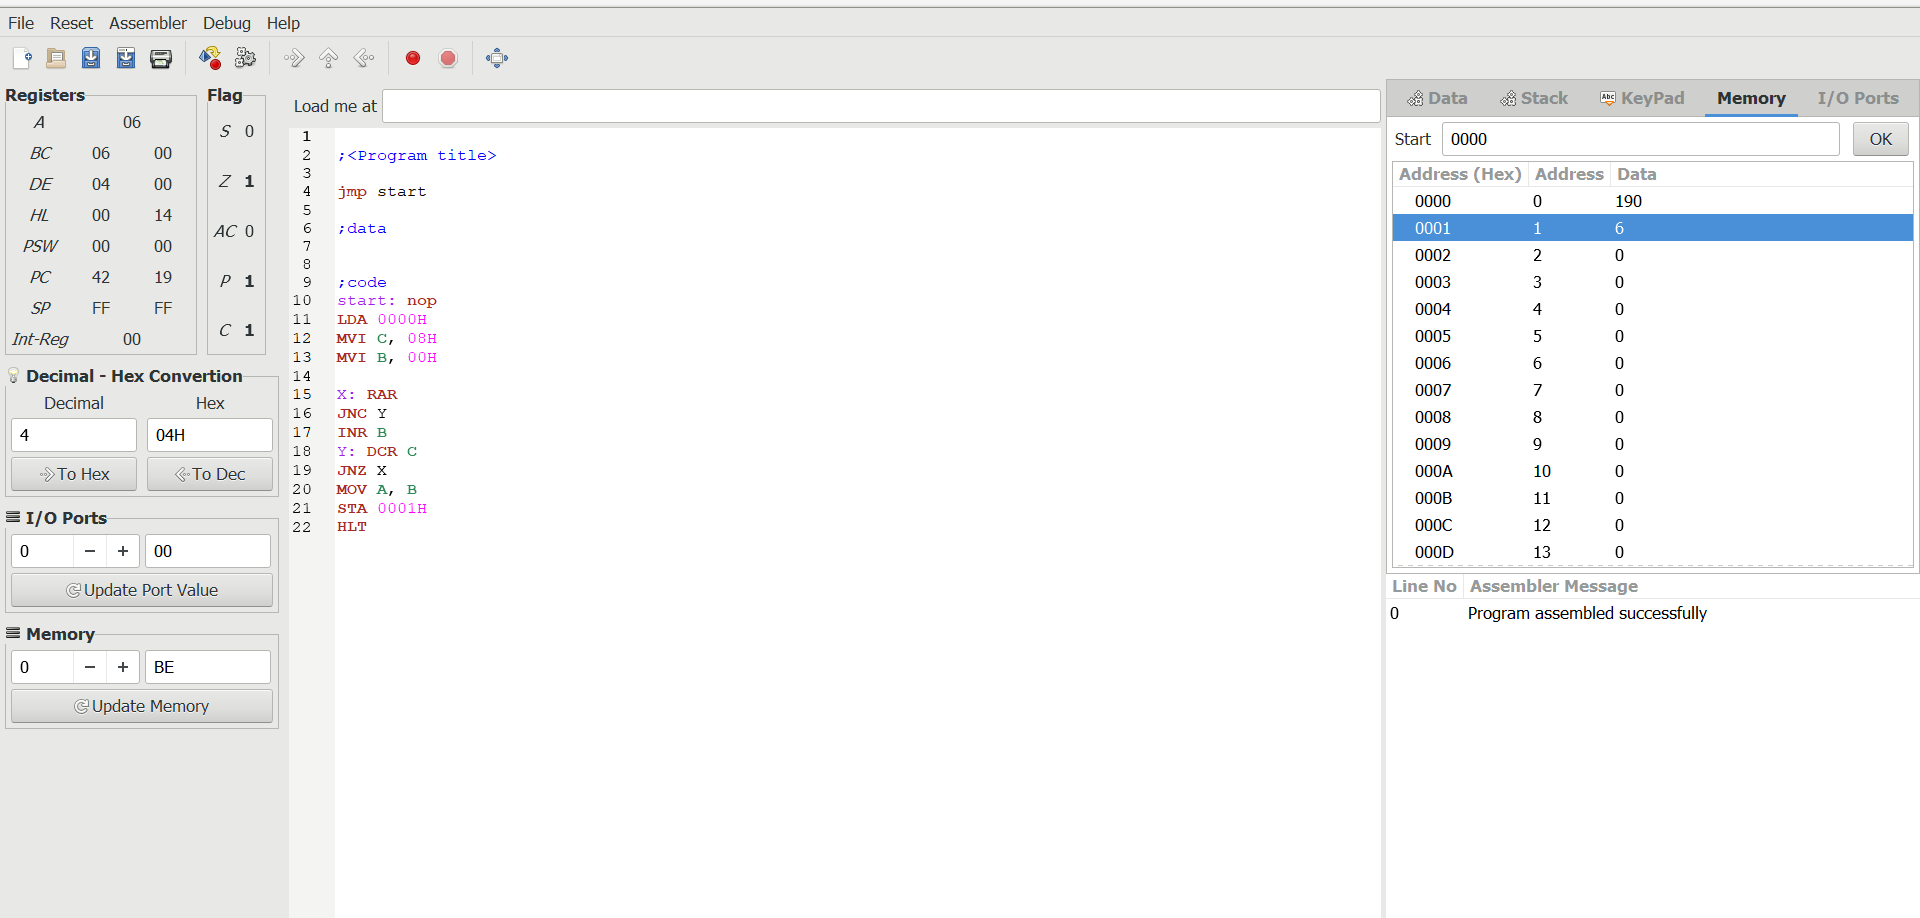 File Reset Assembler Debug Help
Registers
A 06
BC 06 00
DE 04 00
HL 00 14
PSW 00 00
PC 42 19
SP FF FF
Int-Reg 00
Flag
S 0
Z 1
AC 0
P 1
C 1
Decimal - Hex Convertion
Decimal Hex
4 04H
To Hex To Dec
I/O Ports
0 − + 00
Update Port Value
Memory
0 − + BE
Update Memory
Load me at
1
2 ;<Program title>
3
4 jmp start
5
6 ;data
7
8
9 ;code
10 start: nop
11 LDA 0000H
12 MVI C, 08H
13 MVI B, 00H
14
15 X: RAR
16 JNC Y
17 INR B
18 Y: DCR C
19 JNZ X
20 MOV A, B
21 STA 0001H
22 HLT
Data Stack Abc KeyPad Memory I/O Ports
Start 0000 OK
Address (Hex) Address Data
0000 0 190
0001 1 6
0002 2 0
0003 3 0
0004 4 0
0005 5 0
0006 6 0
0007 7 0
0008 8 0
0009 9 0
000A 10 0
000B 11 0
000C 12 0
000D 13 0
Line No Assembler Message
0 Program assembled successfully